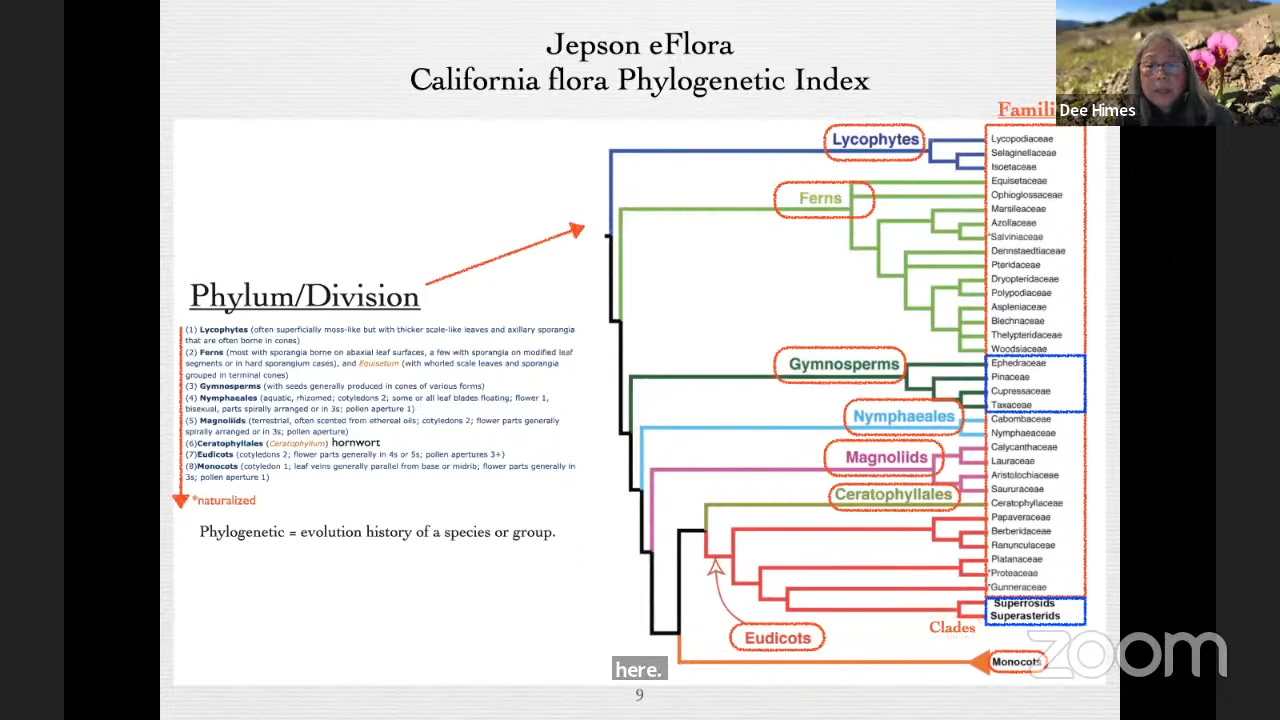 Jepson eFlora
California flora Phylogenetic Index
Famili
Dee Himes
Lycophytes
Lycopodiaceae
Selaginellaceae
Isoetaceae
Ferns
Equisetaceae
Ophioglossaceae
Marsileaceae
Azollaceae
*Salviniaceae
Dennstaedtiaceae
Pteridaceae
Dryopteridaceae
Polypodiaceae
Aspleniaceae
Blechnaceae
Thelypteridaceae
Woodsiaceae
Phylum/Division
(1) Lycophytes (often superficially moss-like but with thicker scale-like leaves and axillary sporangia
that are often borne in cones)
(2) Ferns (most with sporangia borne on abaxial leaf surfaces, a few with sporangia on modified leaf
segments or in hard sporangium cases), and Equisetum (with whorled scale leaves and sporangia
grouped in terminal cones)
(3) Gymnosperms (with seeds generally produced in cones of various forms)
(4) Nymphaeales (aquatic, rhizomed; cotyledons 2; some or all leaf blades floating; flower 1,
bisexual, parts spirally arranged or in 3s; pollen aperture 1)
(5) Magnoliids (terrestrial, often scented from ethereal oils; cotyledons 2; flower parts generally
spirally arranged or in 3s; pollen aperture)
(6)Ceratophyllales (Ceratophyllum) hornwort
(7)Eudicots (cotyledons 2; flower parts generally in 4s or 5s; pollen apertures 3+)
(8)Monocots (cotyledon 1; leaf veins generally parallel from base or midrib; flower parts generally in
3s; pollen aperture 1)
*naturalized
Phylogenetic = evolution history of a species or group.
Gymnosperms
Ephedraceae
Pinaceae
Cupressaceae
Taxaceae
Nymphaeales
Cabombaceae
Nymphaeaceae
Magnoliids
Calycanthaceae
Lauraceae
Aristolochiaceae
Saururaceae
Ceratophyllales
Ceratophyllaceae
Papaveraceae
Berberidaceae
Ranunculaceae
Platanaceae
*Proteaceae
*Gunneraceae
Superrosids
Superasterids
Clades
Eudicots
Monocots
here.
9
zoom